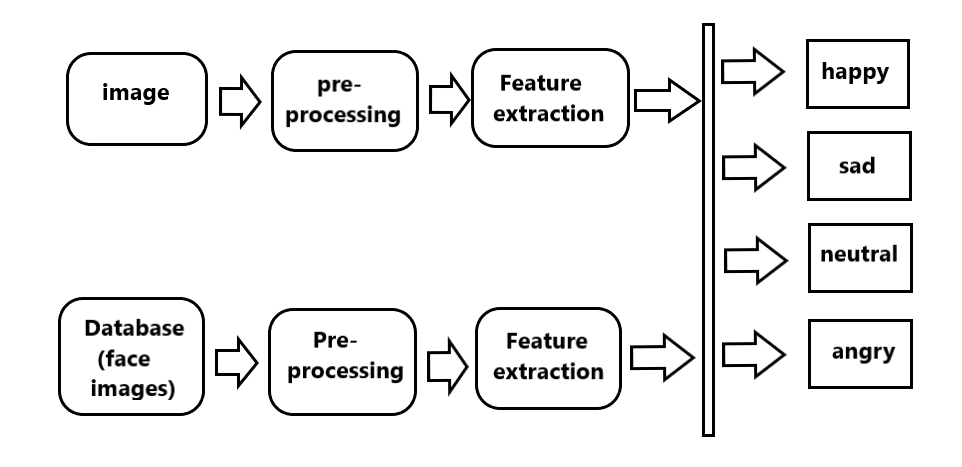 image
pre-
processing
Feature
extraction
happy
sad
neutral
angry
Database
(face
images)
Pre-
processing
Feature
extraction